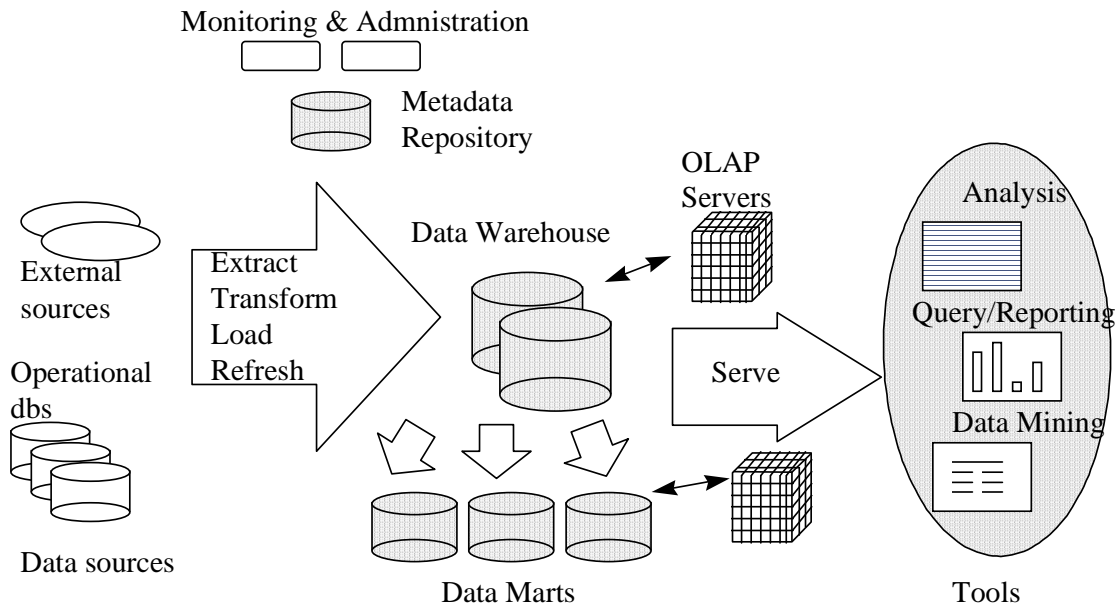 Monitoring & Admnistration
Metadata
Repository
OLAP
Servers
Analysis
Data Warehouse
External
sources
Extract
Transform
Load
Refresh
Query/Reporting
Serve
Operational
dbs
Data Mining
Data sources
Data Marts
Tools